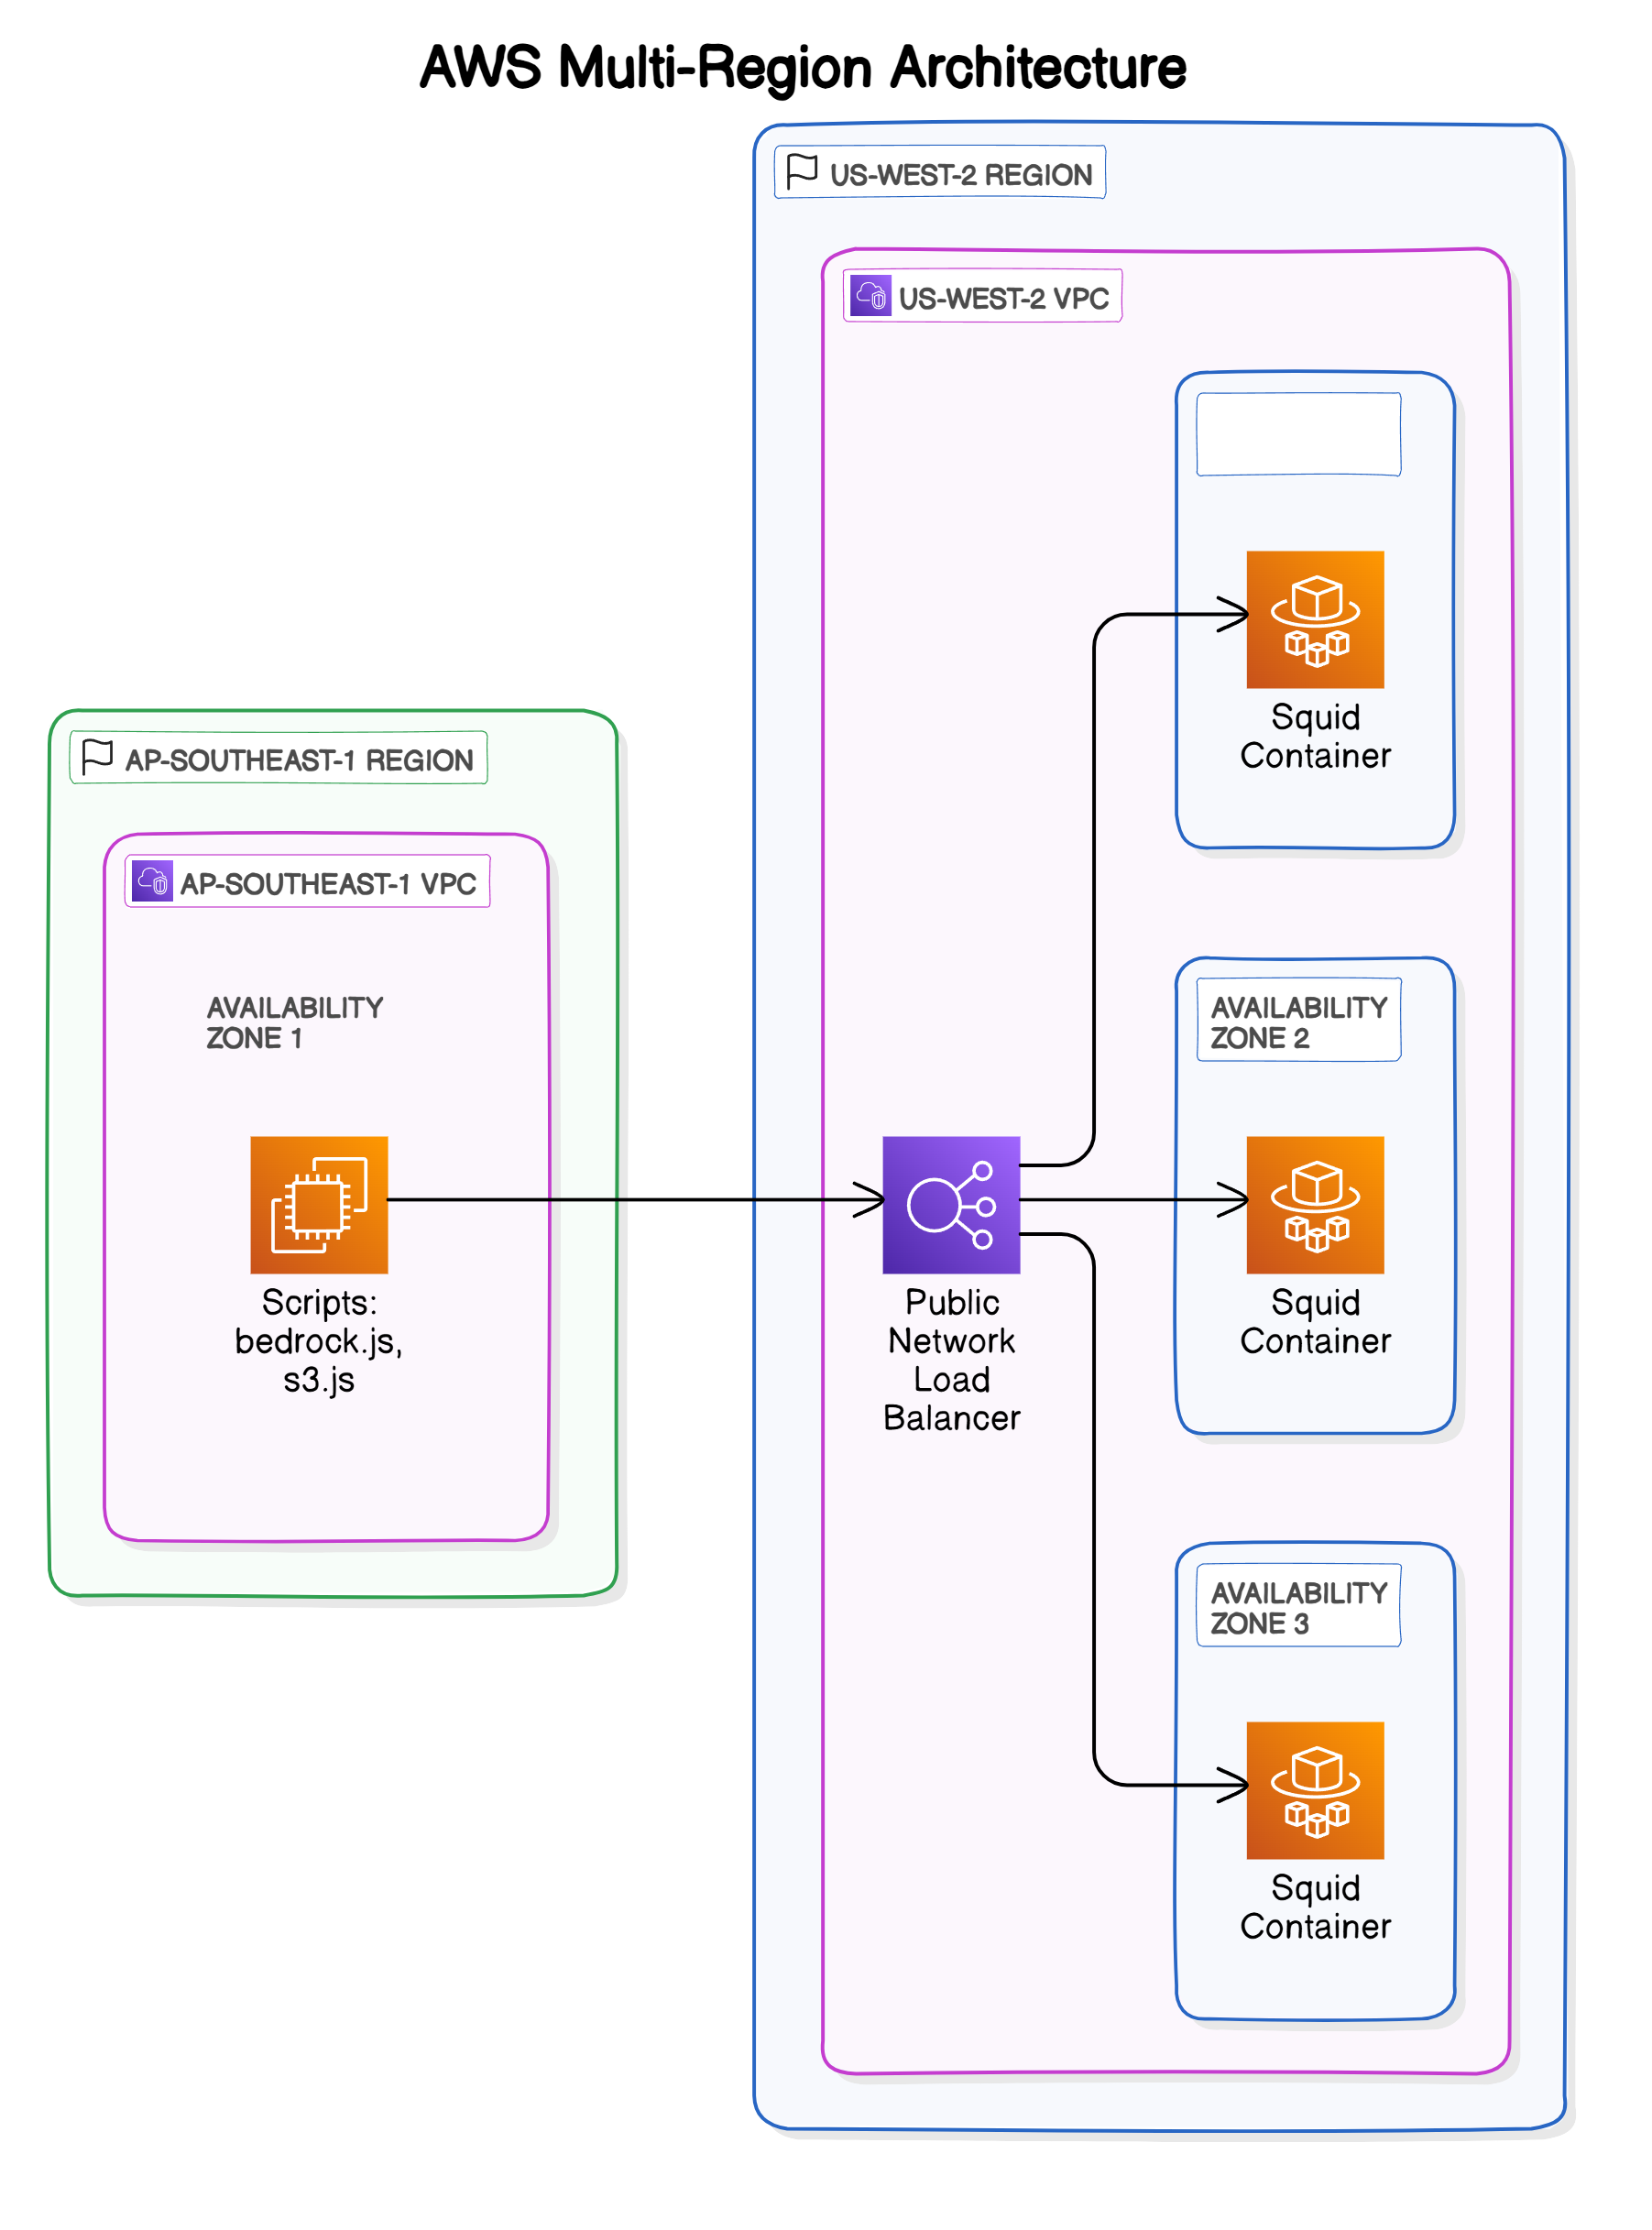 AWS Multi-Region Architecture
US-WEST-2 REGION
US-WEST-2 VPC
Squid
Container
AP-SOUTHEAST-1 REGION
AP-SOUTHEAST-1 VPC
AVAILABILITY
ZONE 1
Scripts:
bedrock.js,
s3.js
Public
Network
Load
Balancer
AVAILABILITY
ZONE 2
Squid
Container
AVAILABILITY
ZONE 3
Squid
Container